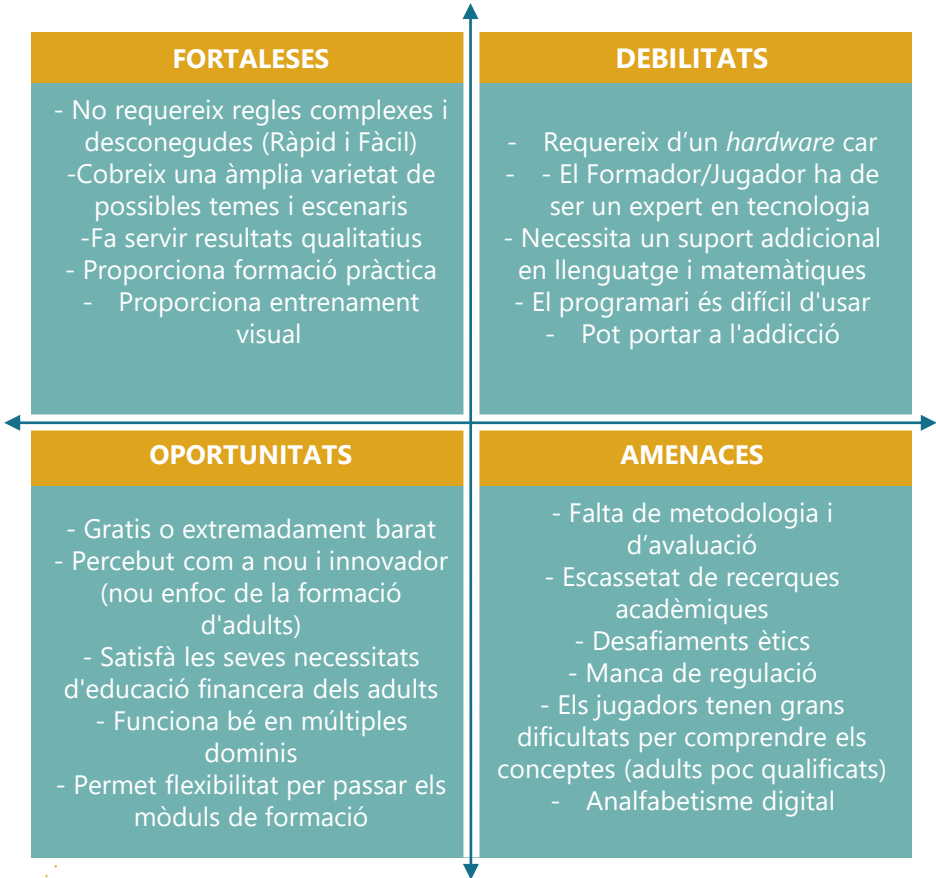 FORTALESES
- No requereix regles complexes i
desconegudes (Ràpid i Fàcil)
-Cobreix una àmplia varietat de
possibles temes i escenaris
-Fa servir resultats qualitatius
- Proporciona formació pràctica
- Proporciona entrenament
visual
DEBILITATS
- Requereix d’un hardware car
- - El Formador/Jugador ha de
ser un expert en tecnologia
- Necessita un suport addicional
en llenguatge i matemàtiques
- El programari és difícil d'usar
- Pot portar a l'addicció
OPORTUNITATS
- Gratis o extremadament barat
- Percebut com a nou i innovador
(nou enfoc de la formació
d'adults)
- Satisfà les seves necessitats
d'educació financera dels adults
- Funciona bé en múltiples
dominis
- Permet flexibilitat per passar els
mòduls de formació
AMENACES
- Falta de metodologia i
d’avaluació
- Escassetat de recerques
acadèmiques
- Desafiaments ètics
- Manca de regulació
- Els jugadors tenen grans
dificultats per comprendre els
conceptes (adults poc qualificats)
- Analfabetisme digital